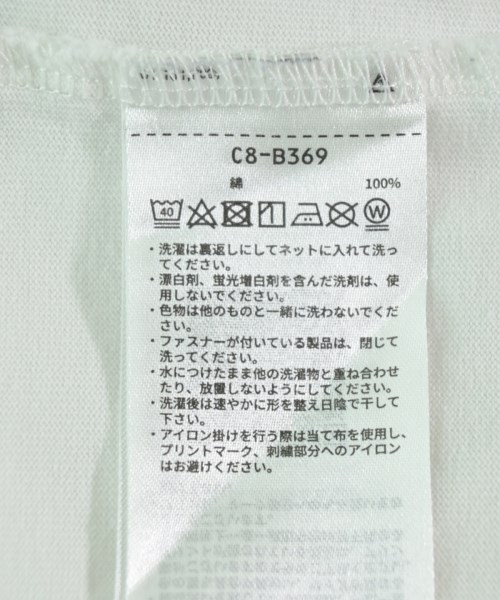 C8-B369
綿 100%
40
W
・洗濯は裏返しにしてネットに入れて洗っ
てください。
・漂白剤、蛍光増白剤を含んだ洗剤は、使
用しないでください。
・色物は他のものと一緒に洗わないでくだ
さい。
・ファスナーが付いている製品は、閉じて
洗ってください。
・水につけたまま他の洗濯物と重ね合わせ
たり、放置しないようにしてください。
・洗濯後は速やかに形を整え日陰で干して
下さい。
・アイロン掛けを行う際は当て布を使用し、
プリントマーク、刺繍部分へのアイロン
はお避けください。